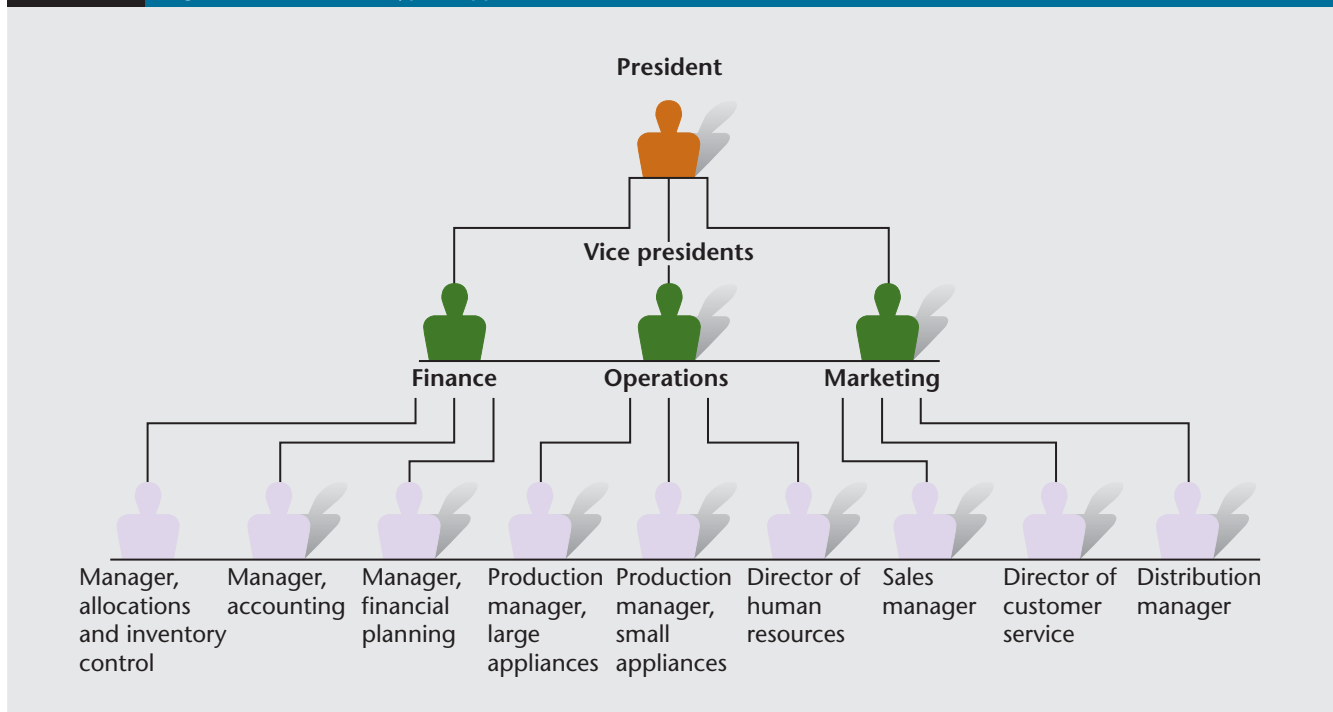 President
Vice presidents
Finance
Operations
Marketing
Manager,
allocations
and inventory
control
Manager,
accounting
Manager,
financial
planning
Production
manager,
large
appliances
Production
manager,
small
appliances
Director of
human
resources
Sales
manager
Director of
customer
service
Distribution
manager